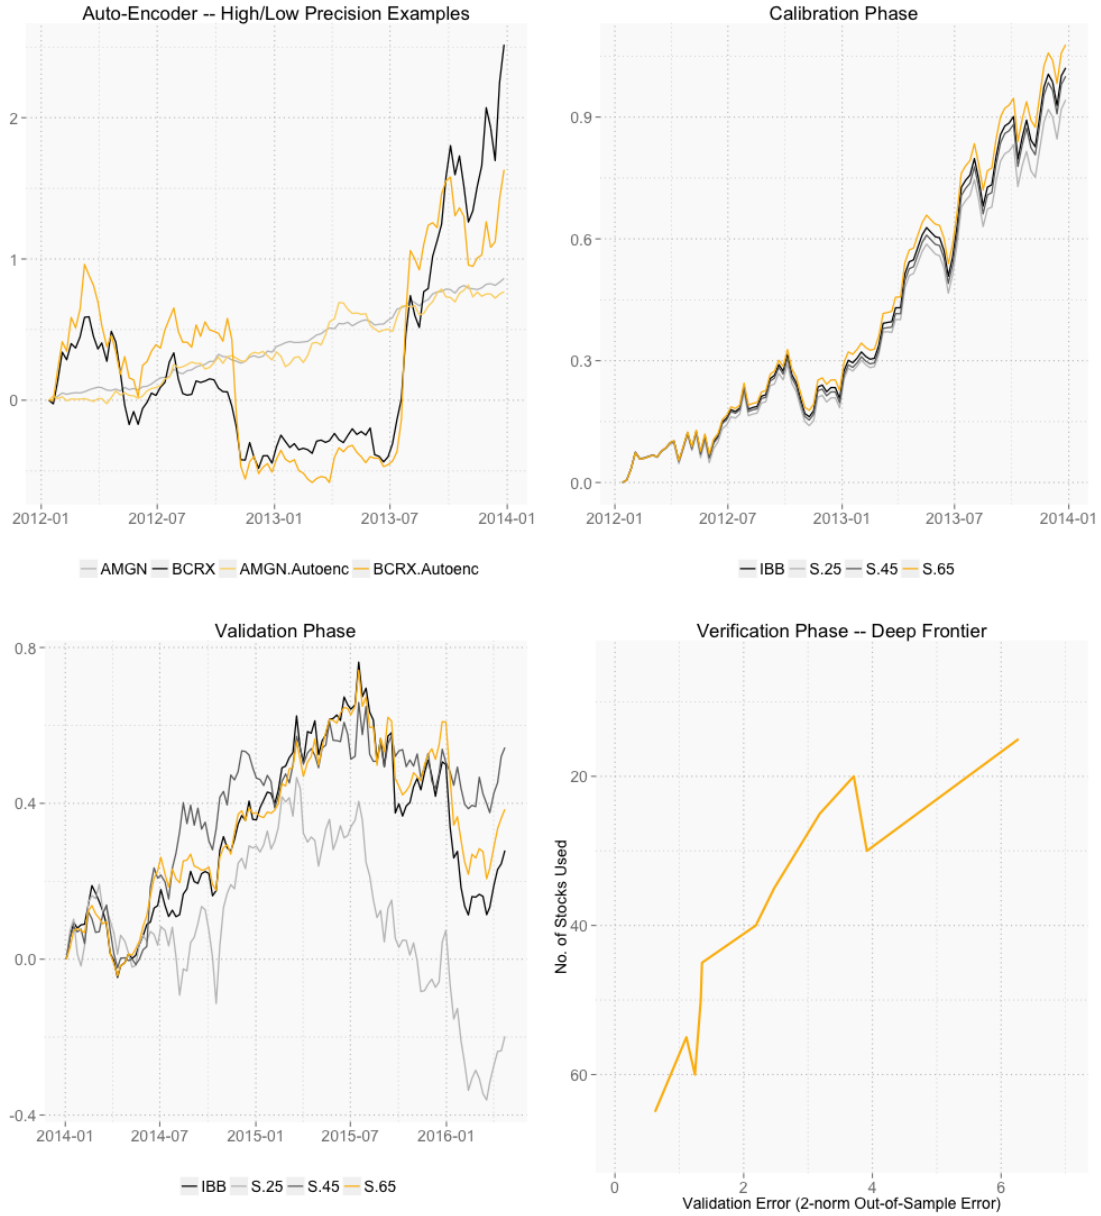 Auto-Encoder -- High/Low Precision Examples
2
1
0
2012-01 2012-07 2013-01 2013-07 2014-01
AMGN BCRX AMGN.Autoenc BCRX.Autoenc
Calibration Phase
0.9
0.6
0.3
0.0
2012-01 2012-07 2013-01 2013-07 2014-01
IBB S.25 S.45 S.65
Validation Phase
0.8
0.4
0.0
-0.4
2014-01 2014-07 2015-01 2015-07 2016-01
IBB S.25 S.45 S.65
Verification Phase -- Deep Frontier
No. of Stocks Used
20
40
60
0 2 4 6
Validation Error (2-norm Out-of-Sample Error)